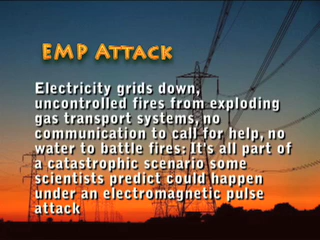 EMP ATTACK
Electricity grids down,
uncontrolled fires from exploding
gas transport systems, no
communication to call for help, no
water to battle fires: It's all part of
a catastrophic scenario some
scientists predict could happen
under an electromagnetic pulse
attack